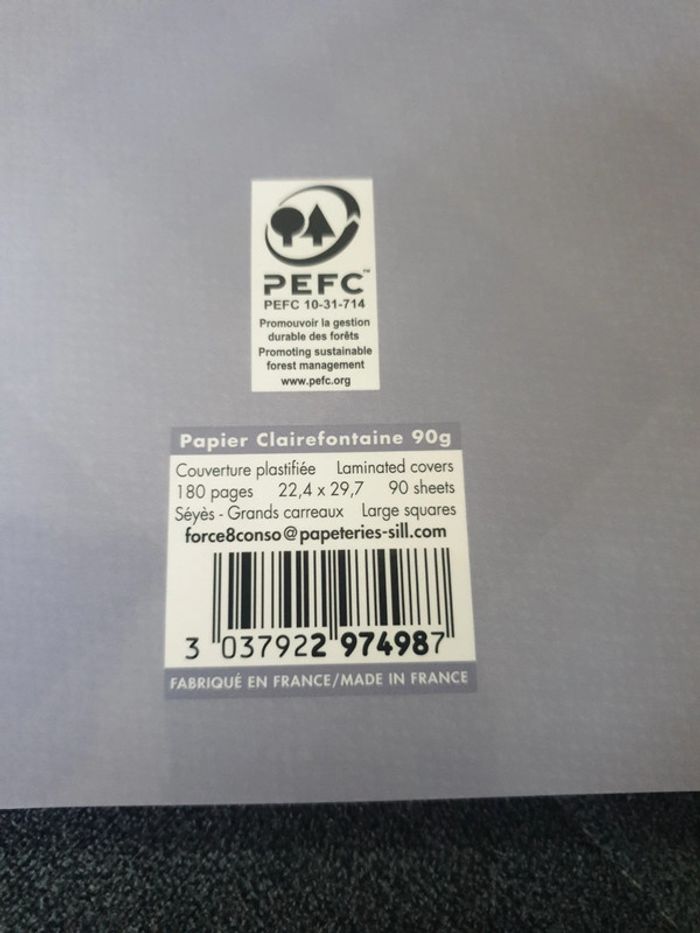 PEFC™
PEFC 10-31-714
Promouvoir la gestion
durable des forêts
Promoting sustainable
forest management
www.pefc.org
Papier Clairefontaine 90g
Couverture plastifiée Laminated covers
180 pages 22,4 x 29,7 90 sheets
Séyès - Grands carreaux Large squares
force8conso@papeteries-sill.com
3 037922 974987
FABRIQUÉ EN FRANCE/MADE IN FRANCE